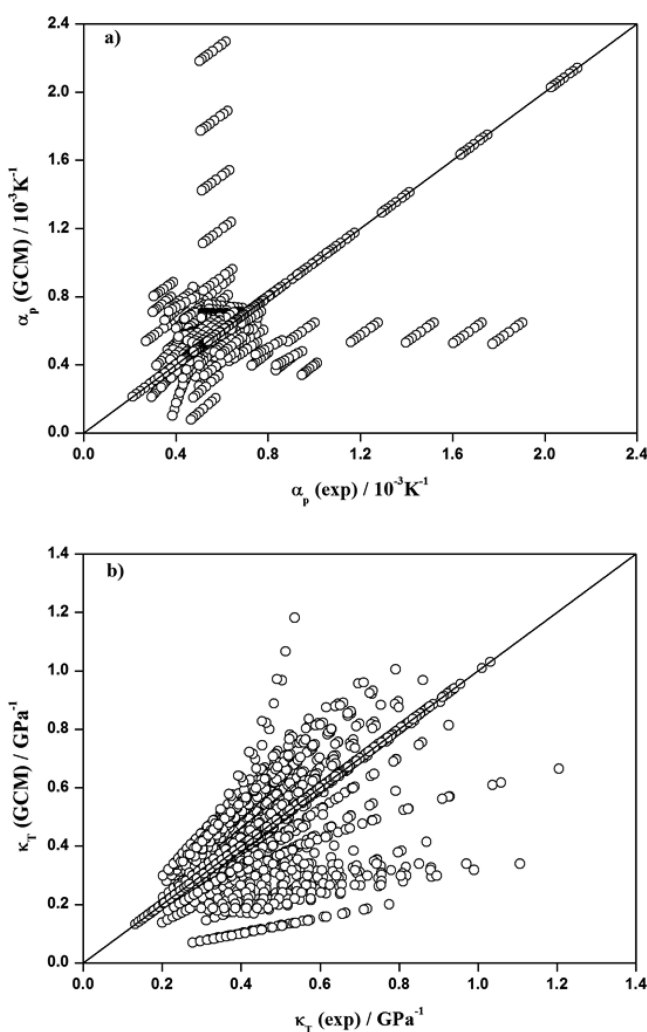 a)
2.4
2.0
1.6
1.2
0.8
0.4
0.0
αp (GCM) / 10-3K-1
0.0 0.4 0.8 1.2 1.6 2.0 2.4
αp (exp) / 10-3K-1
b)
1.4
1.2
1.0
0.8
0.6
0.4
0.2
0.0
κT (GCM) / GPa-1
0.0 0.2 0.4 0.6 0.8 1.0 1.2 1.4
κT (exp) / GPa-1